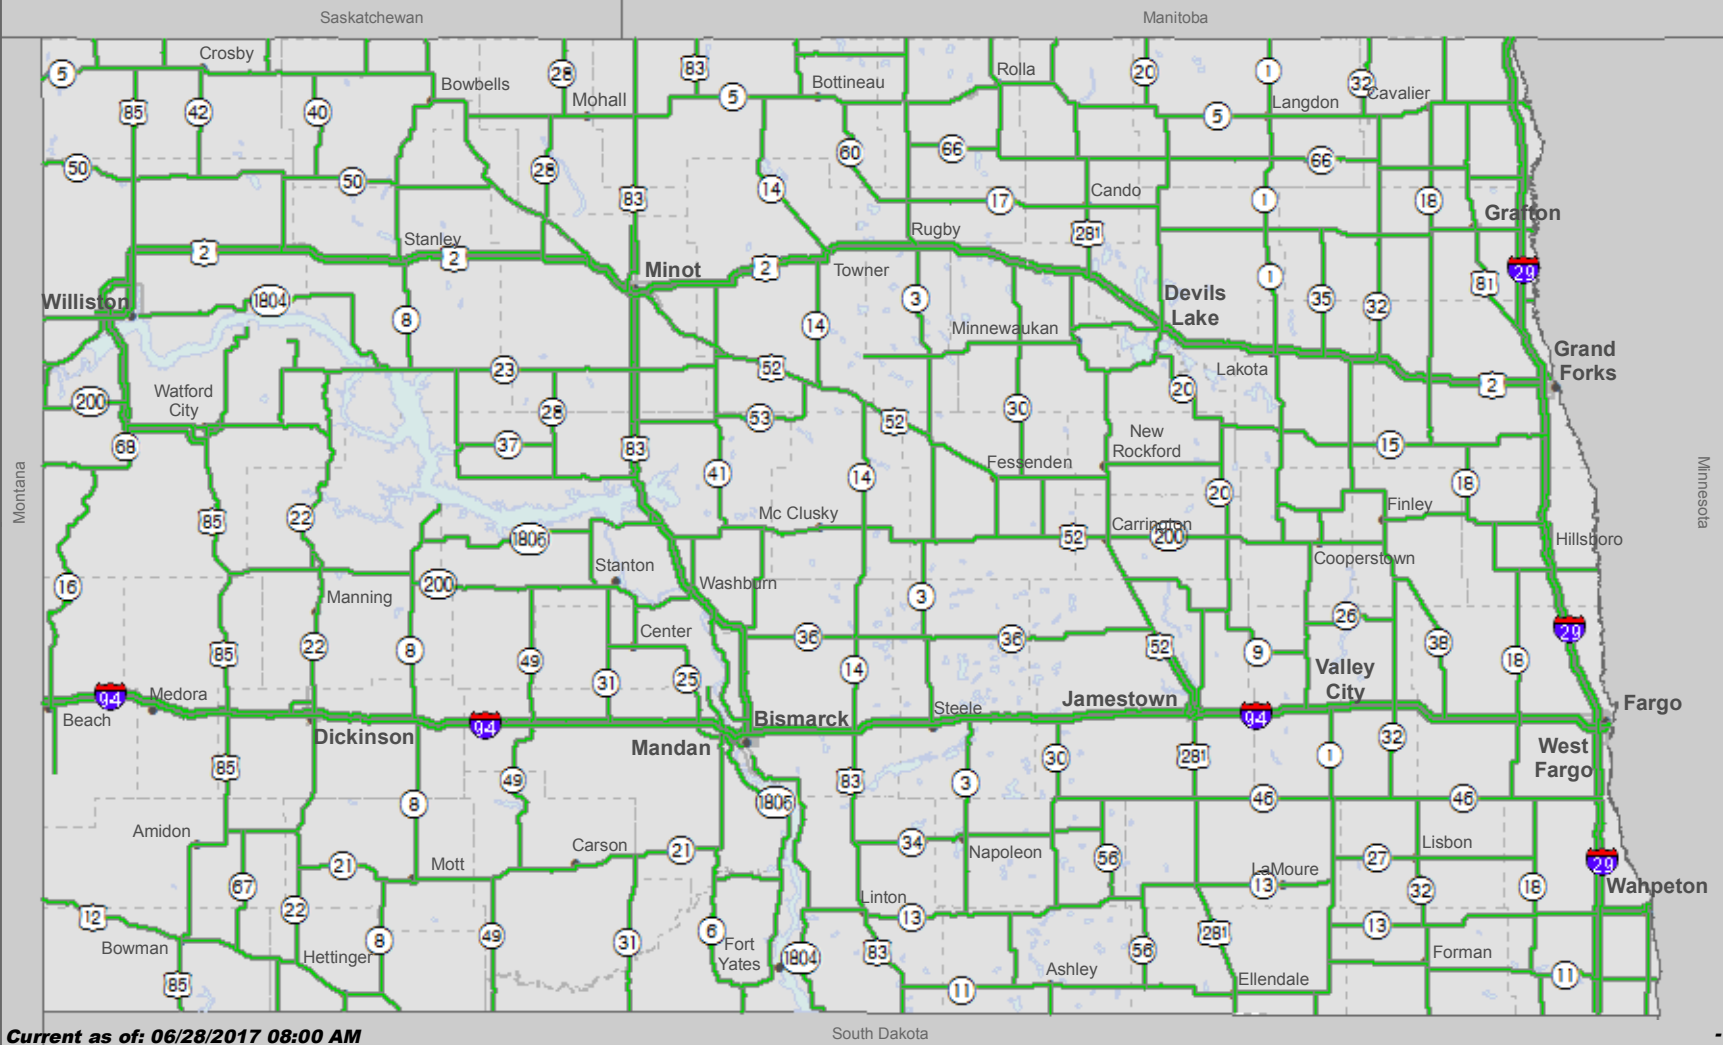 Saskatchewan
Manitoba
Crosby
5
85
42
40
Bowbells
28
Mohall
83
5
Bottineau
Rolla
20
1
32
Cavalier
Langdon
5
50
50
28
83
14
60
66
66
17
Cando
1
18
Grafton
281
2
Stanley
2
Minot
2
Towner
Rugby
1
29
81
Williston
1804
8
3
14
Devils
Lake
35
32
Minnewaukan
Grand
Forks
Lakota
2
23
52
20
Watford
City
200
28
53
52
30
68
37
83
New
Rockford
15
41
14
Fessenden
20
18
85
22
Mc Clusky
Finley
1806
52
Carrington
200
Hillsboro
Cooperstown
Montana
Minnesota
16
Stanton
200
Washburn
3
Manning
26
Center
36
36
38
85
22
8
49
31
25
14
52
9
Valley
City
18
29
94
Medora
Beach
Dickinson
94
Mandan
Bismarck
Steele
Jamestown
94
Fargo
West
Fargo
85
8
49
1806
83
3
30
281
1
32
46
46
Amidon
21
Mott
Carson
21
34
Napoleon
56
27
Lisbon
29
67
22
LaMoure
13
32
18
Wahpeton
12
Bowman
8
49
31
6
Linton
13
13
Fort
Yates
1804
83
56
281
Forman
Hettinger
85
11
Ashley
Ellendale
11
South Dakota
Current as of: 06/28/2017 08:00 AM
-